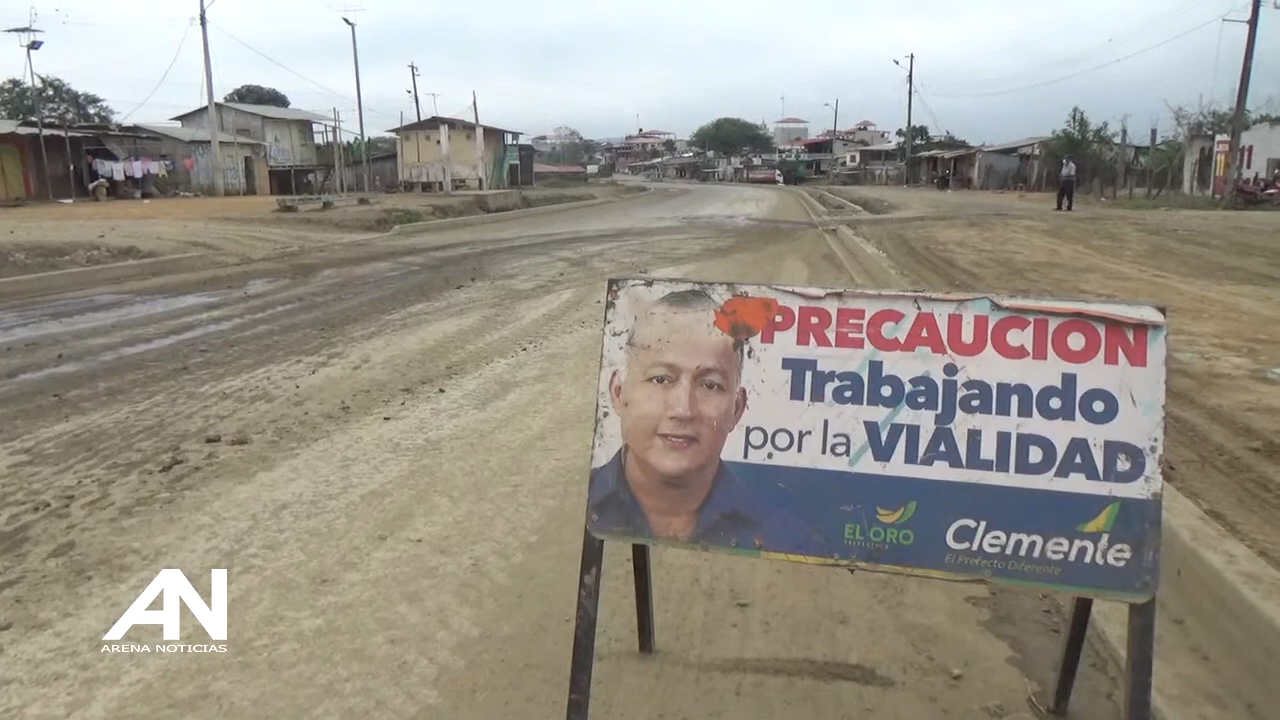 PRECAUCION
Trabajando
por la VIALIDAD
EL ORO
PREFECTURA
Clemente
El Prefecto Diferente
AN
ARENA NOTICIAS